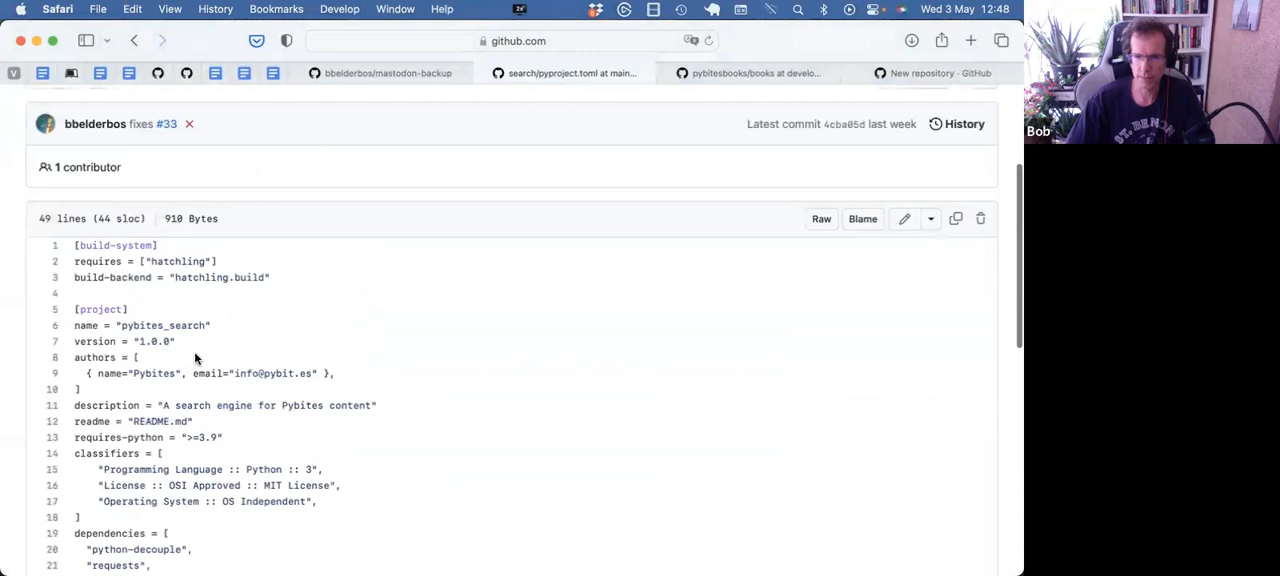 Safari File Edit View History Bookmarks Develop Window Help Wed 3 May 12:48
github.com
bbelderbos/mastodon-backup search/pyproject.toml at main... pybitesbooks/books at develo... New repository · GitHub
bbelderbos fixes #33 Latest commit 4cba05d last week History
1 contributor
49 lines (44 sloc) 910 Bytes Raw Blame
1 [build-system]
2 requires = ["hatchling"]
3 build-backend = "hatchling.build"
4
5 [project]
6 name = "pybites_search"
7 version = "1.0.0"
8 authors = [
9 { name="Pybites", email="info@pybit.es" },
10 ]
11 description = "A search engine for Pybites content"
12 readme = "README.md"
13 requires-python = ">=3.9"
14 classifiers = [
15 "Programming Language :: Python :: 3",
16 "License :: OSI Approved :: MIT License",
17 "Operating System :: OS Independent",
18 ]
19 dependencies = [
20 "python-decouple",
21 "requests",
Bob
ST. BENO